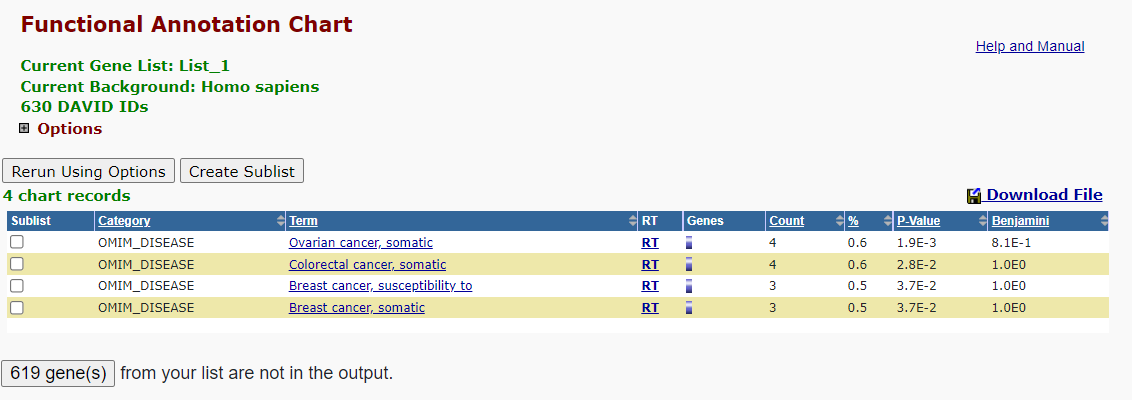 Functional Annotation Chart
Help and Manual
Current Gene List: List_1
Current Background: Homo sapiens
630 DAVID IDs
Options
Rerun Using Options Create Sublist
4 chart records Download File
Sublist Category Term RT Genes Count % P-Value Benjamini
OMIM_DISEASE Ovarian cancer, somatic RT 4 0.6 1.9E-3 8.1E-1
OMIM_DISEASE Colorectal cancer, somatic RT 4 0.6 2.8E-2 1.0E0
OMIM_DISEASE Breast cancer, susceptibility to RT 3 0.5 3.7E-2 1.0E0
OMIM_DISEASE Breast cancer, somatic RT 3 0.5 3.7E-2 1.0E0
619 gene(s) from your list are not in the output.